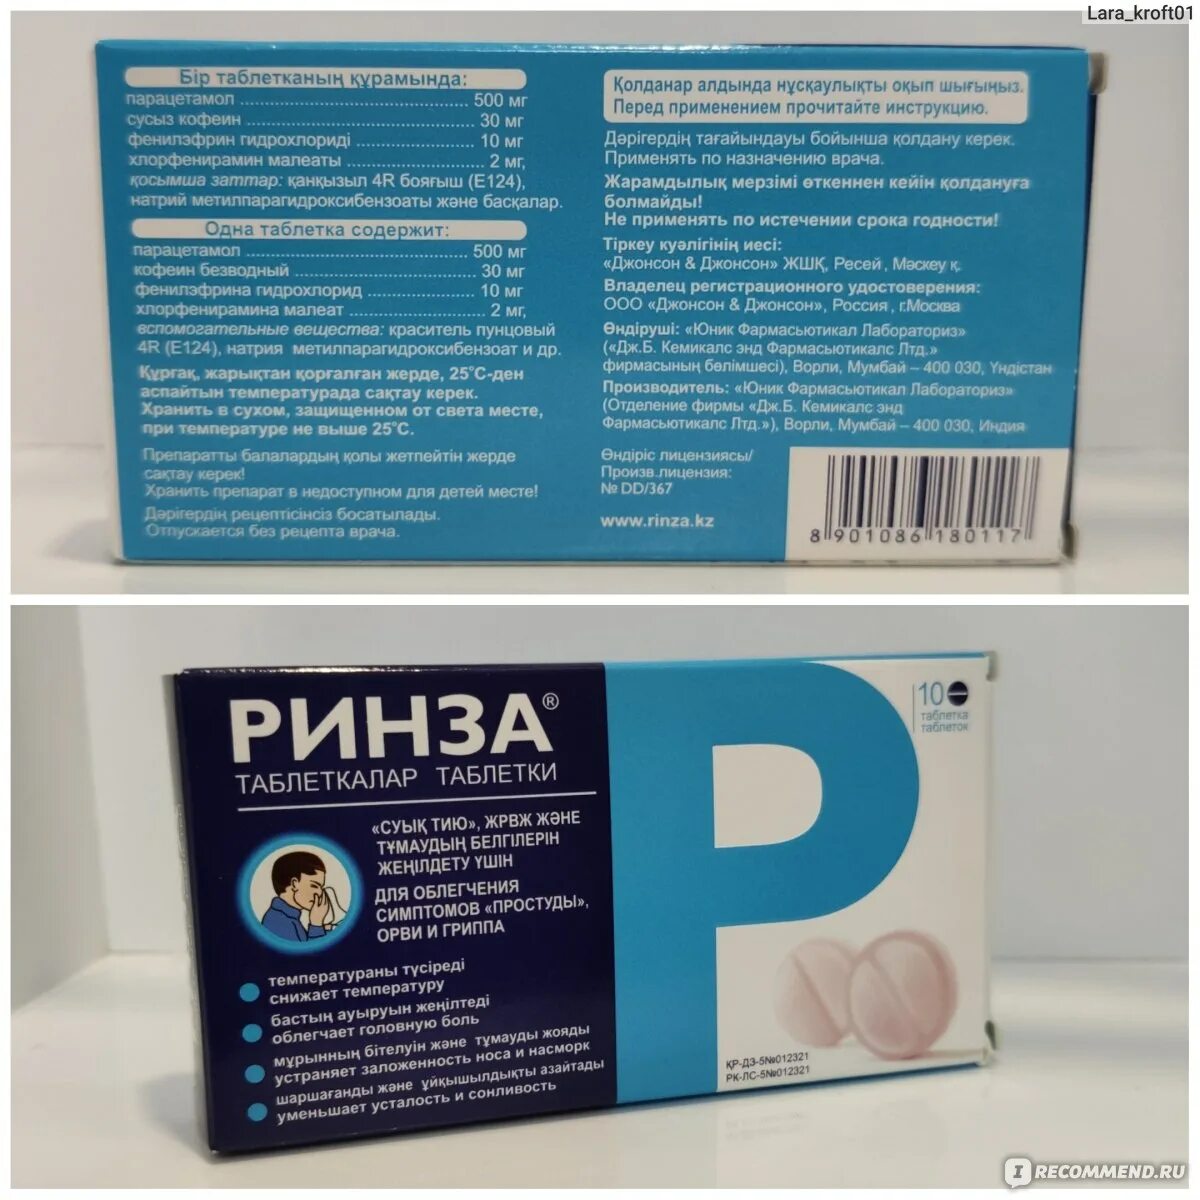 Lara_kroft01
Бір таблетканың құрамында:
парацетамол ........ 500 мг
сусыз кофеин ........ 30 мг
фенилэфрин гидрохлориді ........ 10 мг
хлорфенирамин малеаты ........ 2 мг,
қосымша заттар: қанқызыл 4R бояғыш (Е124),
натрий метилпарагидроксибензоаты және басқалар.
Одна таблетка содержит:
парацетамол ........ 500 мг
кофеин безводный ........ 30 мг
фенилэфрина гидрохлорид ........ 10 мг
хлорфенирамина малеат ........ 2 мг,
вспомогательные вещества: краситель пунцовый
4R (Е124), натрия метилпарагидроксибензоат и др.
Құрғақ, жарықтан қорғалған жерде, 25°С-ден
аспайтын температурада сақтау керек.
Хранить в сухом, защищенном от света месте,
при температуре не выше 25°С.
Препаратты балалардың қолы жетпейтін жерде
сақтау керек!
Хранить препарат в недоступном для детей месте!
Дәрігердің рецептісінсіз босатылады.
Отпускается без рецепта врача.
Қолданар алдында нұсқаулықты оқып шығыңыз.
Перед применением прочитайте инструкцию.
Дәрігердің тағайындауы бойынша қолдану керек.
Применять по назначению врача.
Жарамдылық мерзімі өткеннен кейін қолдануға
болмайды!
Не применять по истечении срока годности!
Тіркеу куәлігінің иесі:
«Джонсон & Джонсон» ЖШҚ, Ресей, Мәскеу қ.
Владелец регистрационного удостоверения:
ООО «Джонсон & Джонсон», Россия, г.Москва
Өндіруші: «Юник Фармасьютикал Лабораториз»
(«Дж.Б. Кемикалс энд Фармасьютикалс Лтд.»
фирмасының бөлімшесі), Ворли, Мумбай – 400 030, Үндістан
Производитель: «Юник Фармасьютикал Лабораториз»
(Отделение фирмы «Дж.Б. Кемикалс энд
Фармасьютикалс Лтд.»), Ворли, Мумбай – 400 030, Индия
Өндіріс лицензиясы/
Произв.лицензия:
№ DD/367
www.rinza.kz
8 901086 180117
РИНЗА®
ТАБЛЕТКАЛАР ТАБЛЕТКИ
«СУЫҚ ТИЮ», ЖРВЖ ЖӘНЕ
ТҰМАУДЫҢ БЕЛГІЛЕРІН
ЖЕҢІЛДЕТУ ҮШІН
ДЛЯ ОБЛЕГЧЕНИЯ
СИМПТОМОВ «ПРОСТУДЫ»,
ОРВИ И ГРИППА
температураны түсіреді
снижает температуру
бастың ауыруын жеңілтеді
облегчает головную боль
мұрынның бітелуін және тұмауды жояды
устраняет заложенность носа и насморк
шаршағанды және ұйқышылдықты азайтады
уменьшает усталость и сонливость
Р
10
таблетка
таблеток
ҚР-ДЗ-5№012321
РК-ЛС-5№012321
I RECOMMEND.RU